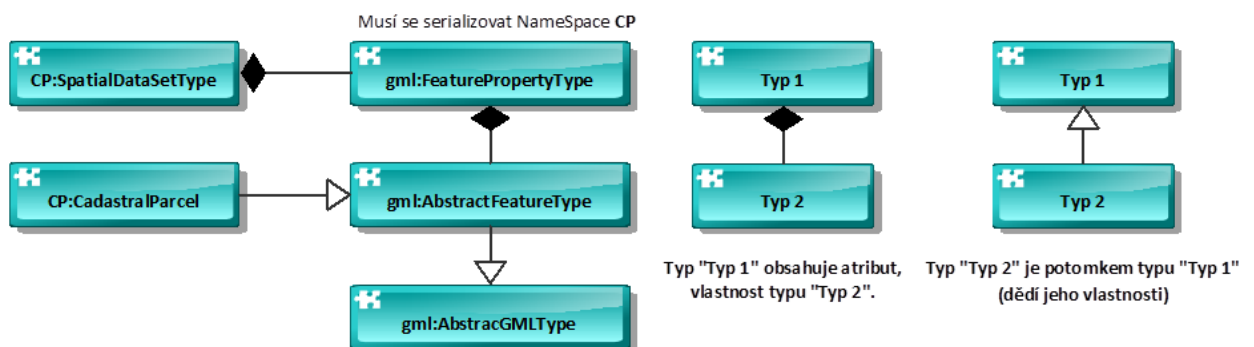 Musí se serializovat NameSpace CP
CP:SpatialDataSetType
gml:FeaturePropertyType
Typ 1
Typ 1
CP:CadastralParcel
gml:AbstractFeatureType
Typ 2
Typ 2
Typ "Typ 1" obsahuje atribut,
vlastnost typu "Typ 2".
Typ "Typ 2" je potomkem typu "Typ 1"
(dědí jeho vlastnosti)
gml:AbstracGMLType